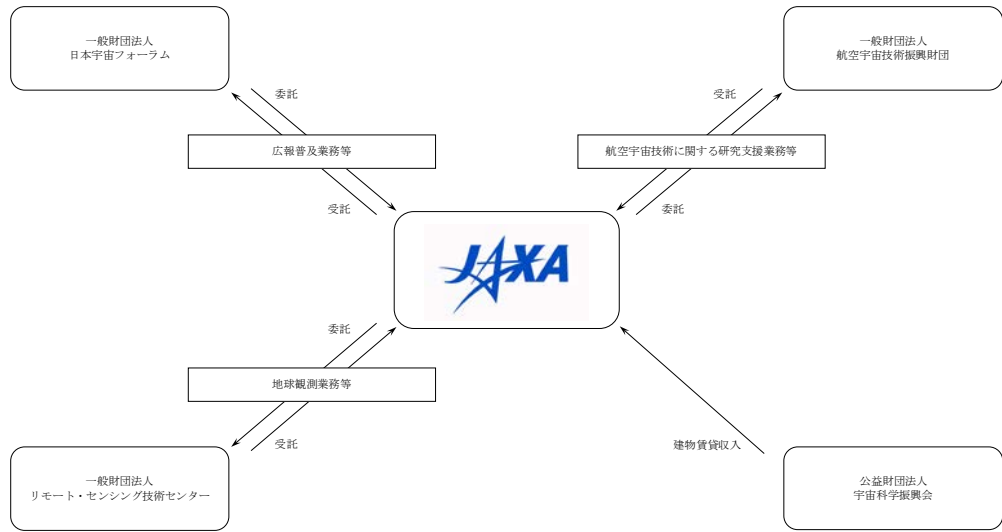 一般財団法人
日本宇宙フォーラム
一般財団法人
航空宇宙技術振興財団
委託
受託
広報普及業務等
航空宇宙技術に関する研究支援業務等
受託
委託
JAXA
委託
地球観測業務等
受託
建物賃貸収入
一般財団法人
リモート・センシング技術センター
公益財団法人
宇宙科学振興会